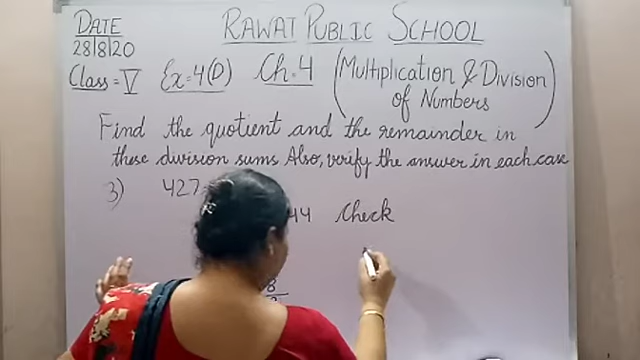 DATE
28/8/20
RAWAT PUBLIC SCHOOL
Class = V Ex = 4(D) Ch. 4 (Multiplication & Division
of Numbers)
Find the quotient and the remainder in
these division sums Also, verify the answer in each case
3) 427
44 Check
8